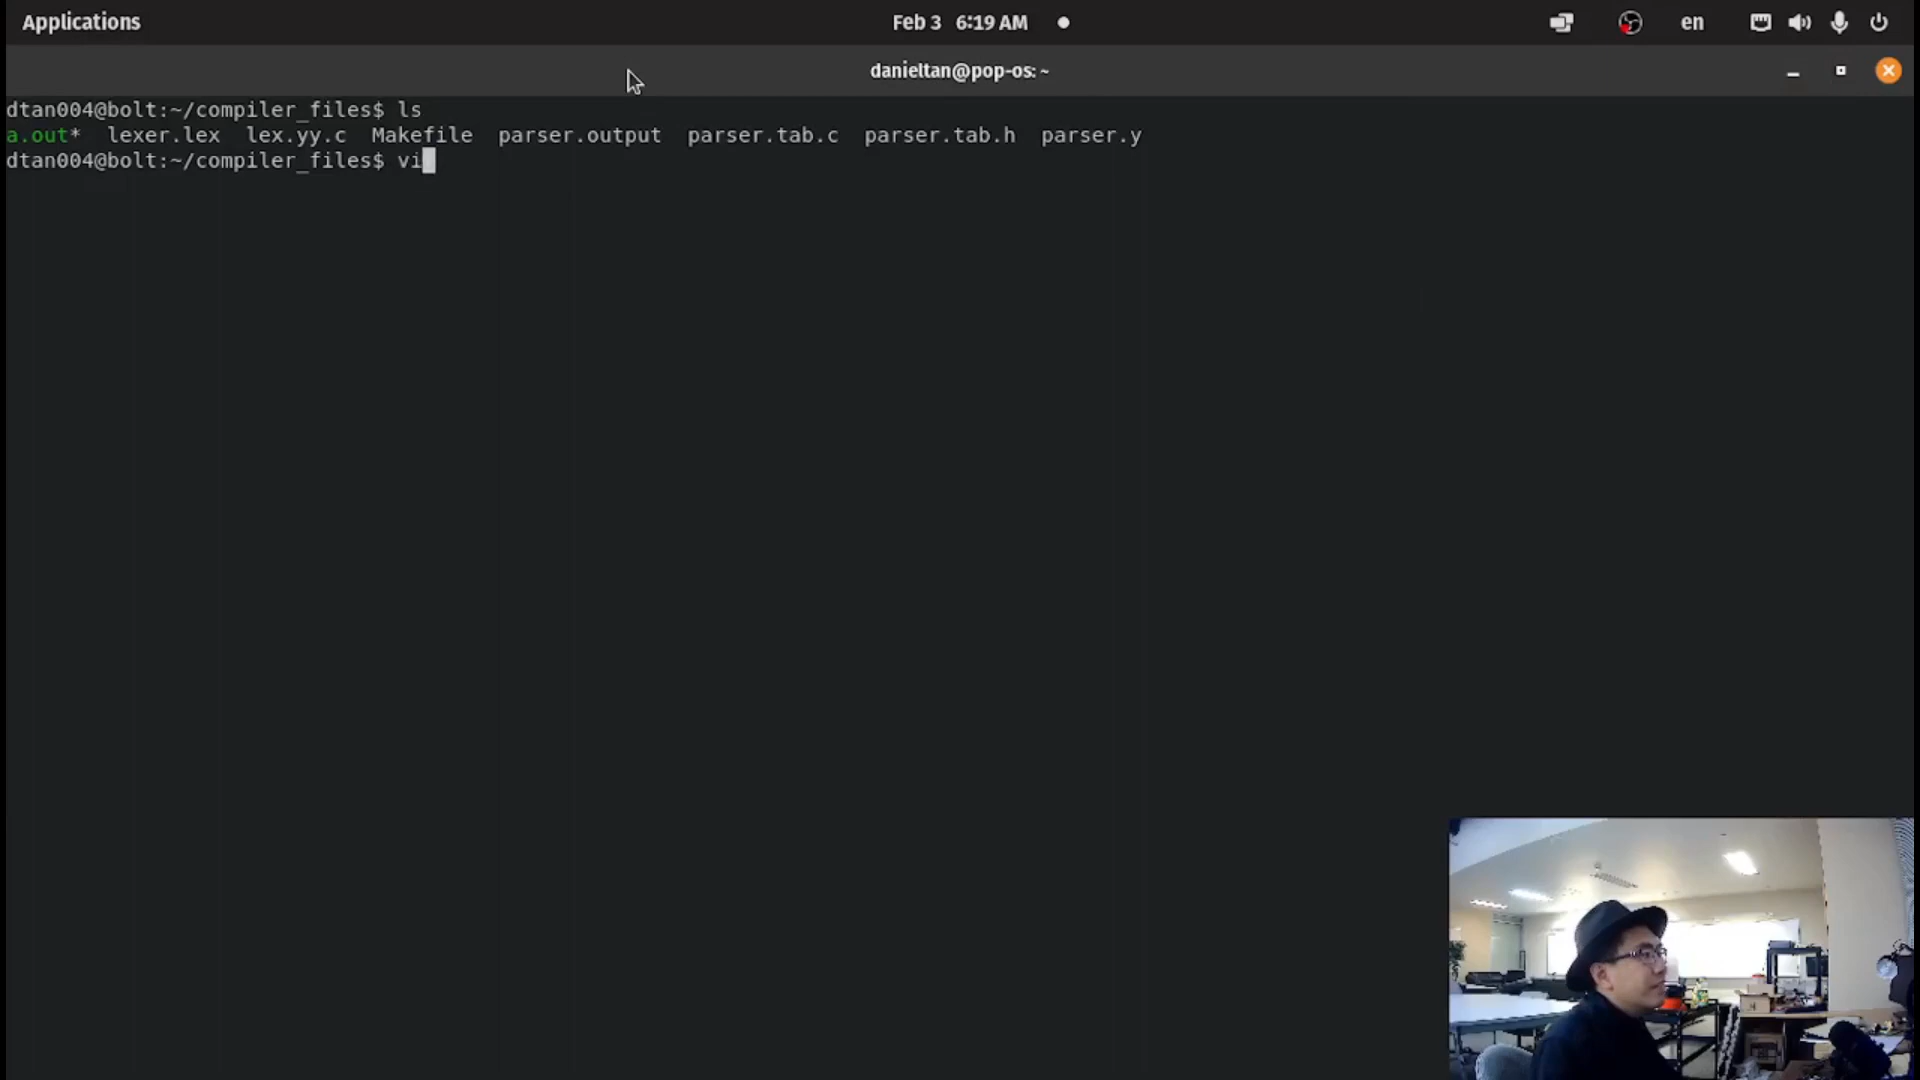 Applications
Feb 3 6:19 AM
en
danieltan@pop-os: ~
dtan004@bolt:~/compiler_files$ ls
a.out* lexer.lex lex.yy.c Makefile parser.output parser.tab.c parser.tab.h parser.y
dtan004@bolt:~/compiler_files$ vi